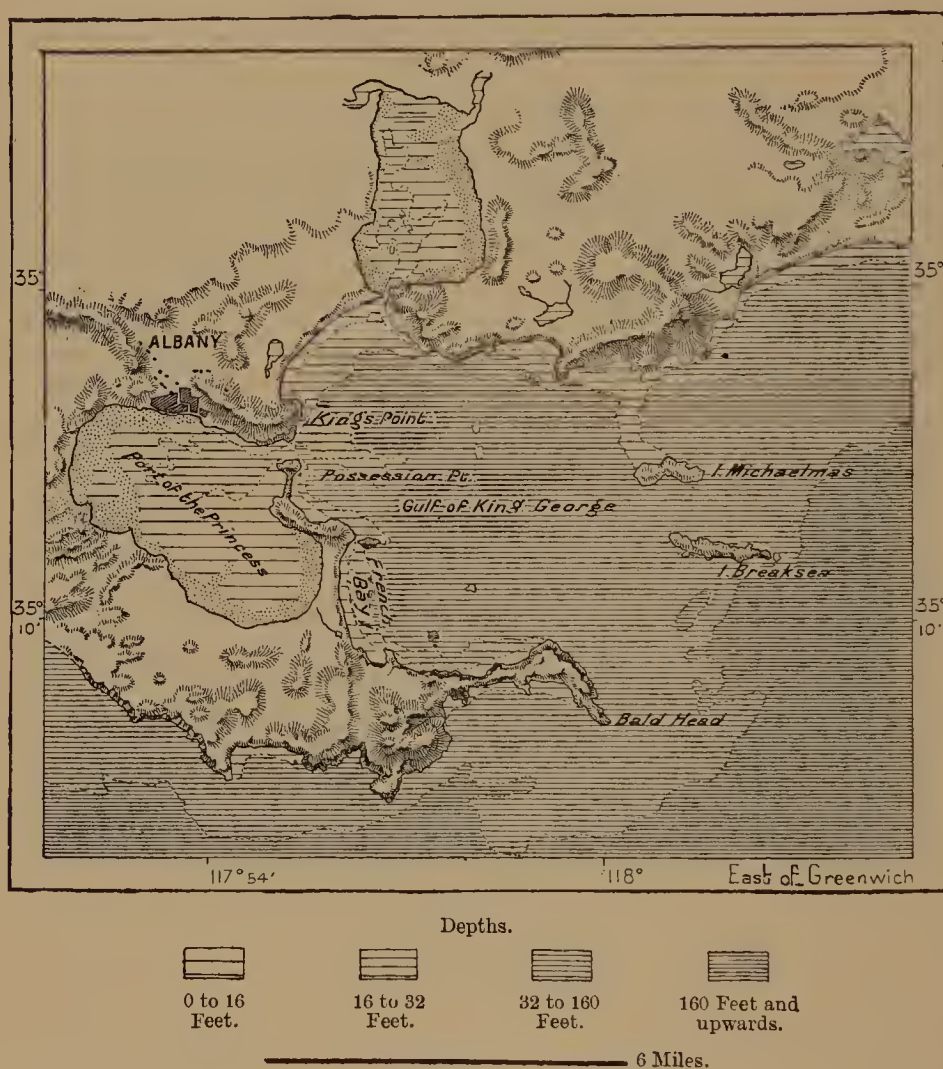 35°
35°
ALBANY
Kings Point
Port of the Princess
Possession Pt.
I. Michaelmas
Gulf of King George
French
Bay
I. Breaksea
35°
10'
35°
10'
Bald Head
117°54'
118°
East of Greenwich
Depths.
0 to 16
Feet.
16 to 32
Feet.
32 to 160
Feet.
160 Feet and
upwards.
6 Miles.